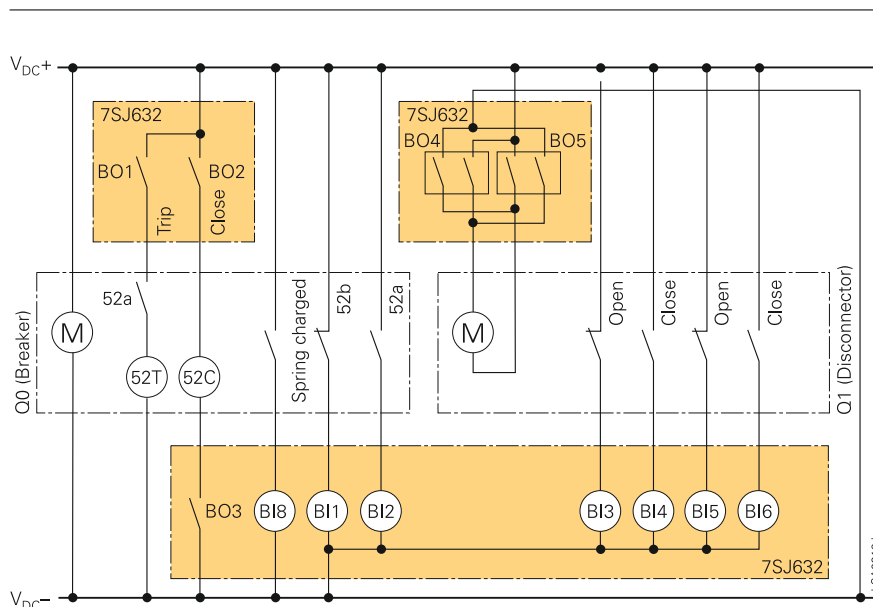 VDC+
7SJ632
BO1
BO2
Trip
Close
7SJ632
BO4
BO5
Q0 (Breaker)
M
52a
52T
52C
Spring charged
52b
52a
M
Open
Close
Open
Close
Q1 (Disconnector)
BO3
BI8
BI1
BI2
BI3
BI4
BI5
BI6
7SJ632
VDC–